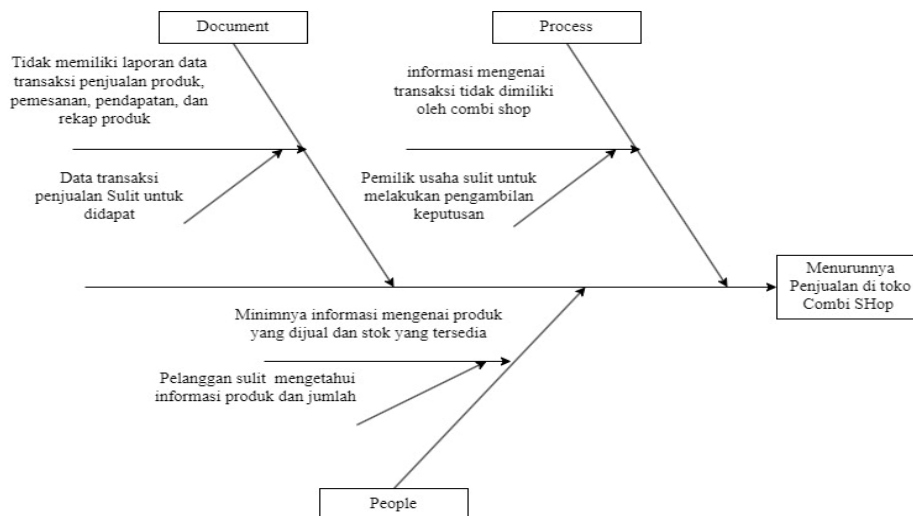 Document
Process
Tidak memiliki laporan data
transaksi penjualan produk,
pemesanan, pendapatan, dan
rekap produk
informasi mengenai
transaksi tidak dimiliki
oleh combi shop
Data transaksi
penjualan Sulit untuk
didapat
Pemilik usaha sulit untuk
melakukan pengambilan
keputusan
Menurunnya
Penjualan di toko
Combi SHop
Minimnya informasi mengenai produk
yang dijual dan stok yang tersedia
Pelanggan sulit mengetahui
informasi produk dan jumlah
People